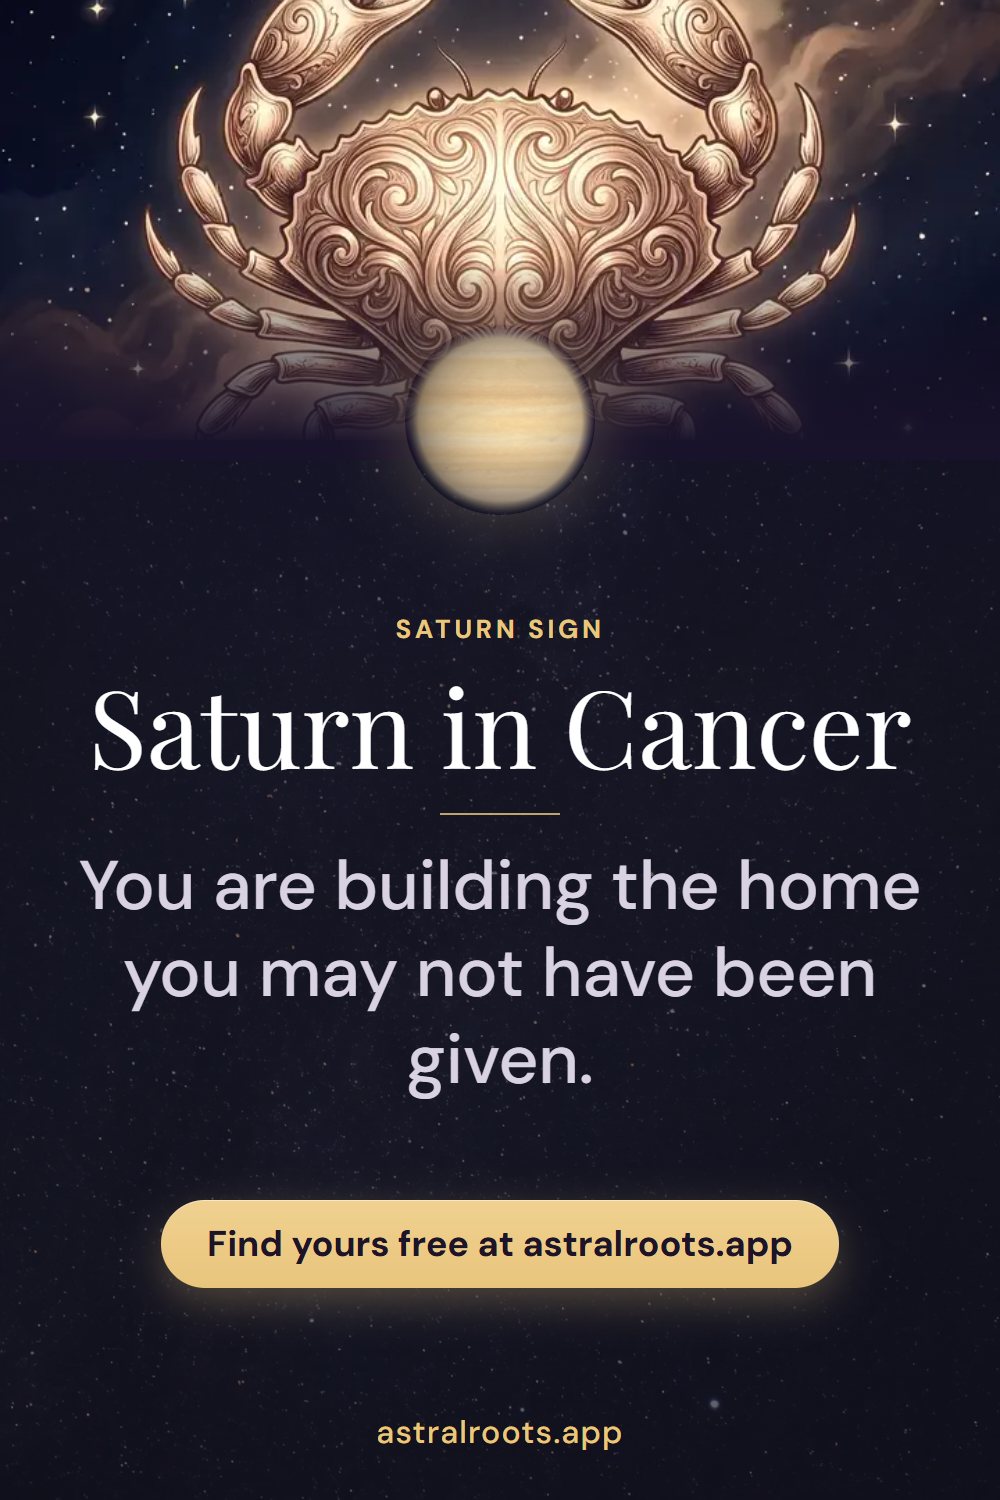 SATURN SIGN
Saturn in Cancer
You are building the home
you may not have been
given.
Find yours free at astralroots.app
astralroots.app